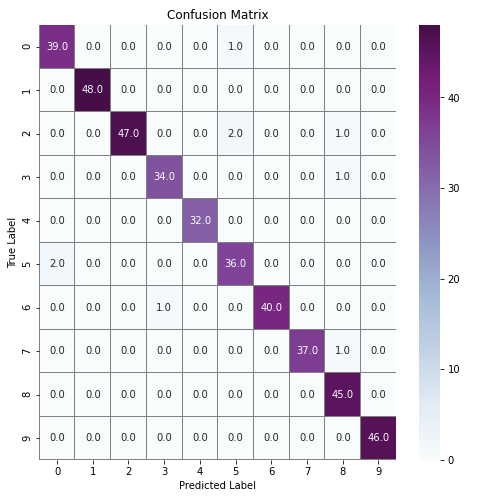 Confusion Matrix
0 39.0 0.0 0.0 0.0 0.0 1.0 0.0 0.0 0.0 0.0
1 0.0 48.0 0.0 0.0 0.0 0.0 0.0 0.0 0.0 0.0
2 0.0 0.0 47.0 0.0 0.0 2.0 0.0 0.0 1.0 0.0
3 0.0 0.0 0.0 34.0 0.0 0.0 0.0 0.0 1.0 0.0
4 0.0 0.0 0.0 0.0 32.0 0.0 0.0 0.0 0.0 0.0
5 2.0 0.0 0.0 0.0 0.0 36.0 0.0 0.0 0.0 0.0
6 0.0 0.0 0.0 1.0 0.0 0.0 40.0 0.0 0.0 0.0
7 0.0 0.0 0.0 0.0 0.0 0.0 0.0 37.0 1.0 0.0
8 0.0 0.0 0.0 0.0 0.0 0.0 0.0 0.0 45.0 0.0
9 0.0 0.0 0.0 0.0 0.0 0.0 0.0 0.0 0.0 46.0
0 1 2 3 4 5 6 7 8 9
Predicted Label
True Label
40
30
20
10
0